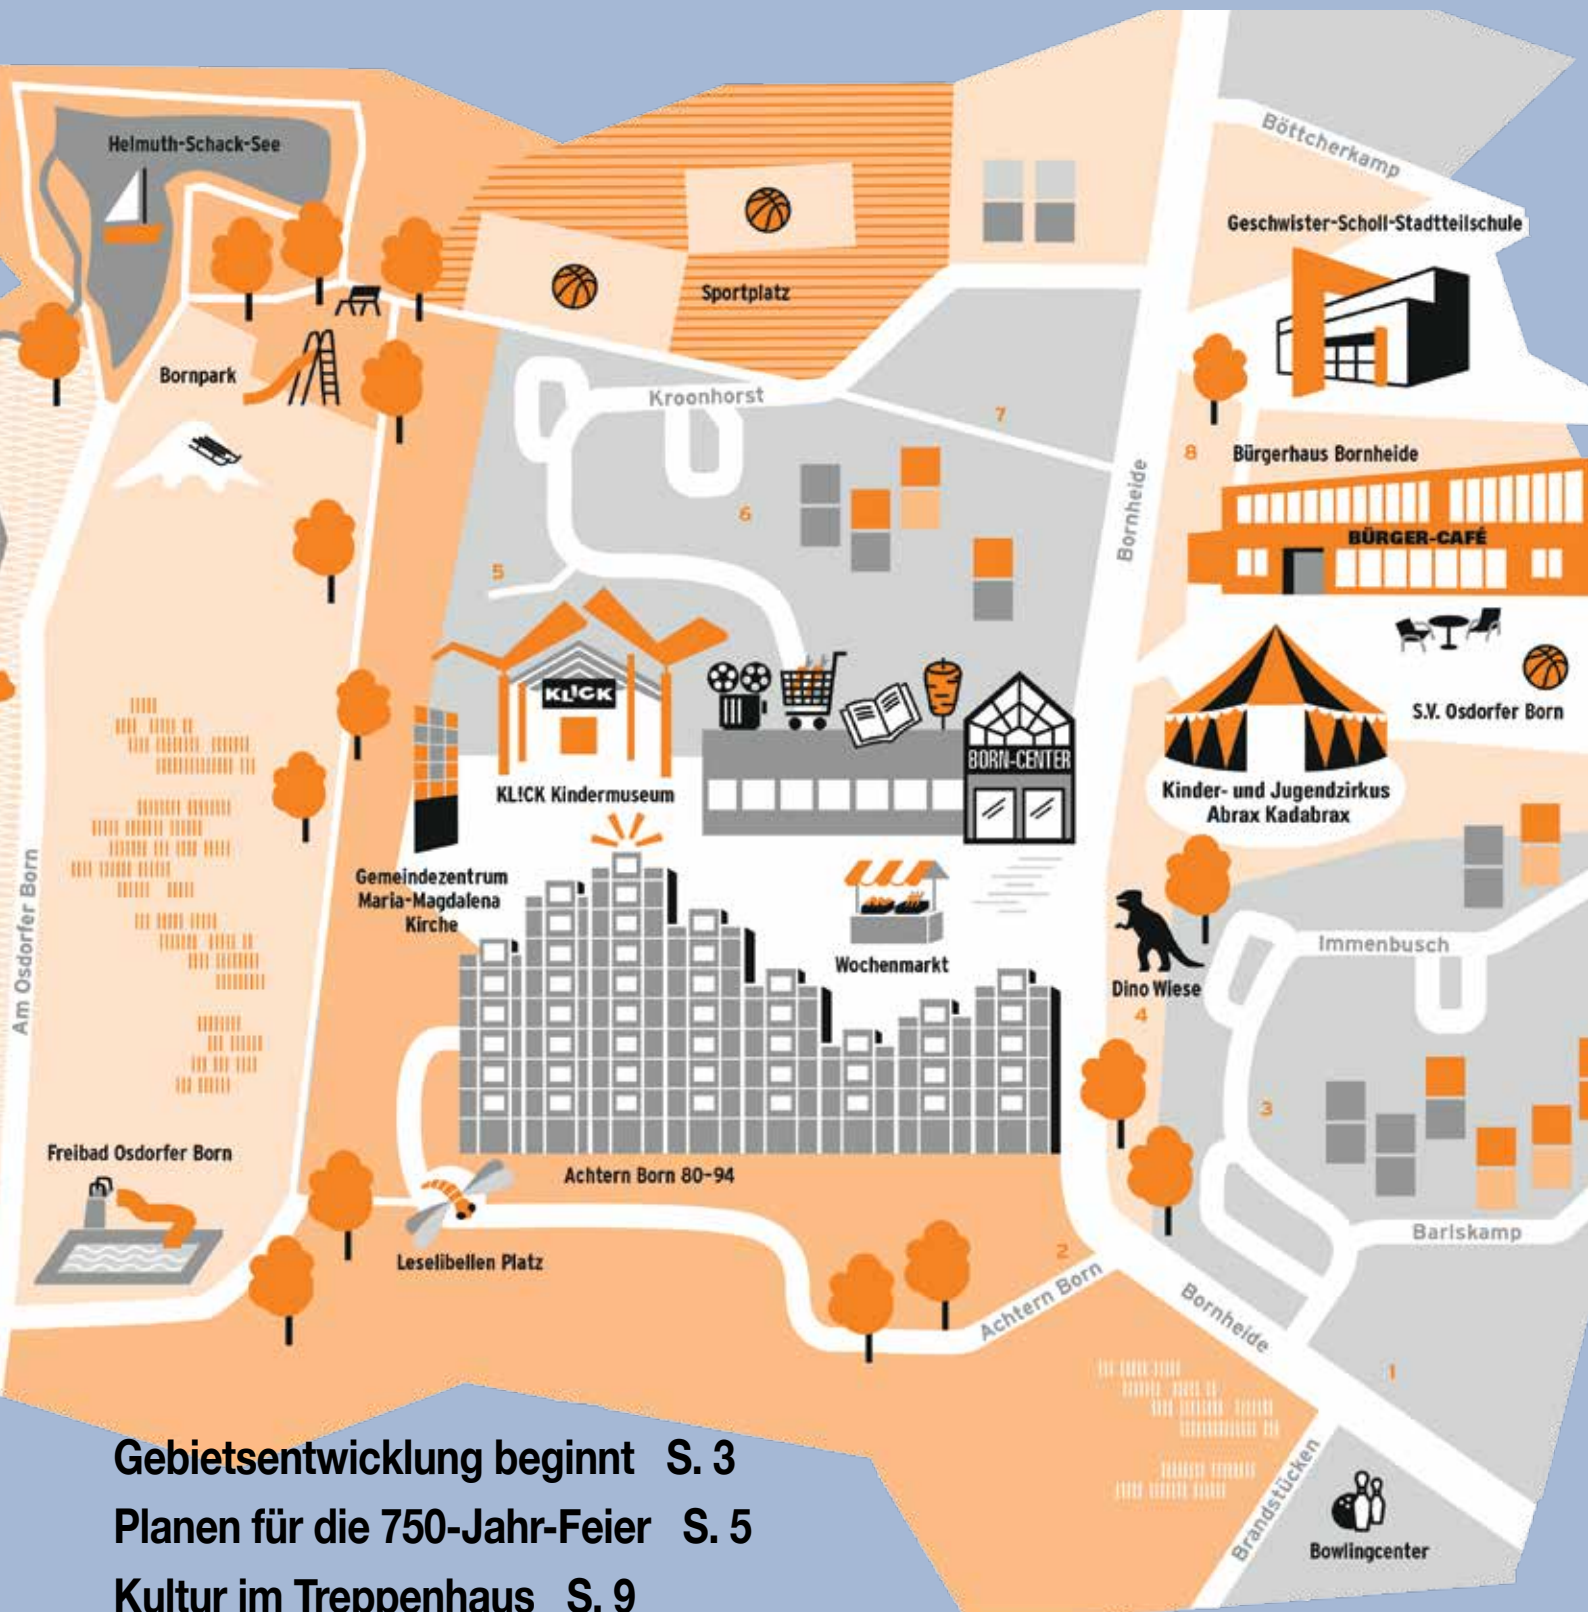 Helmuth-Schack-See
Böttcherkamp
Geschwister-Scholl-Stadtteilschule
Sportplatz
Bornpark
Kroonhorst
7
8
Bürgerhaus Bornheide
Bornheide
6
BÜRGER-CAFÉ
5
KL!CK
S.V. Osdorfer Born
BORN-CENTER
KL!CK Kindermuseum
Kinder- und Jugendzirkus
Abrax Kadabrax
Am Osdorfer Born
Gemeindezentrum
Maria-Magdalena
Kirche
Immenbusch
Wochenmarkt
Dino Wiese
4
3
Freibad Osdorfer Born
Achtern Born 80-94
Bariskamp
Leselibellen Platz
2
Achtern Born
Bornheide
1
Brandstücken
Bowlingcenter
Gebietsentwicklung beginnt S. 3
Planen für die 750-Jahr-Feier S. 5
Kultur im Treppenhaus S. 9